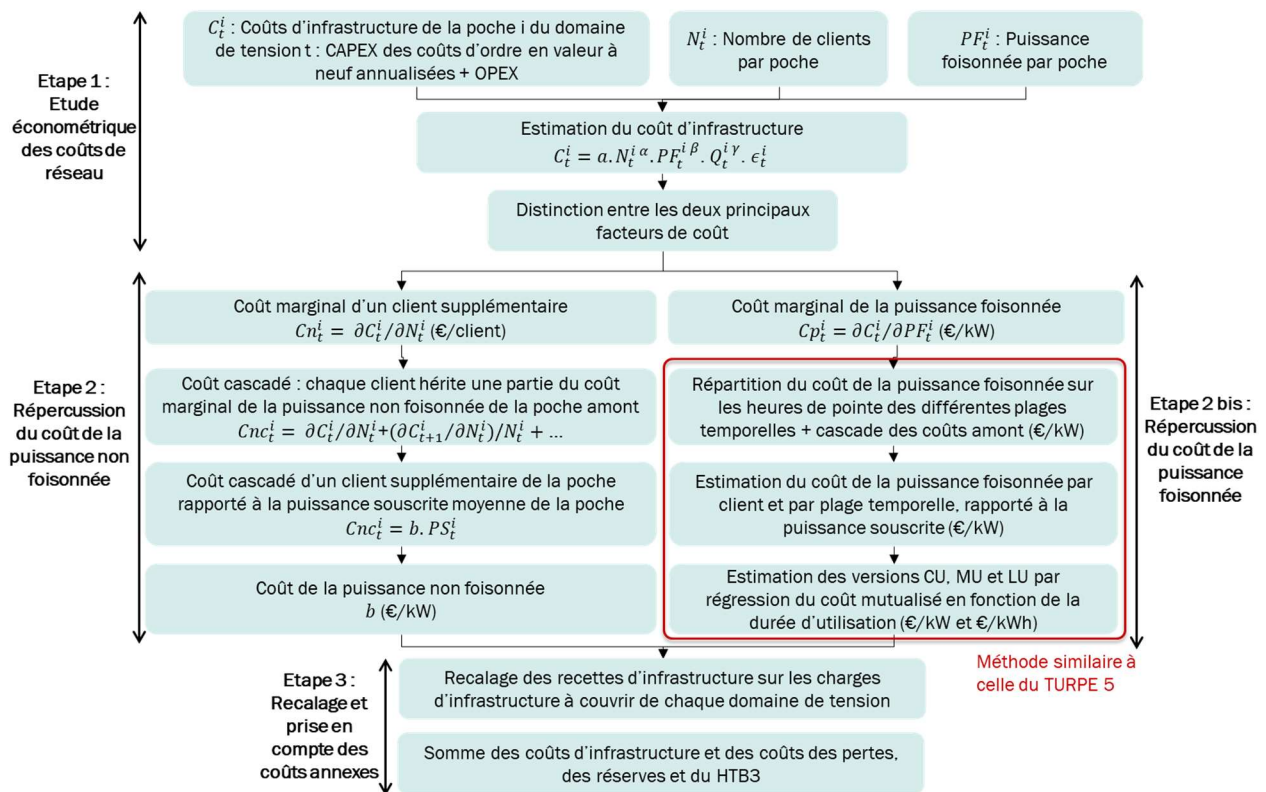 Etape 1 :
Etude
économétrique
des coûts de
réseau
C_t^i : Coûts d'infrastructure de la poche i du domaine
de tension t : CAPEX des coûts d'ordre en valeur à
neuf annualisées + OPEX
N_t^i : Nombre de clients
par poche
PF_t^i : Puissance
foisonnée par poche
Estimation du coût d'infrastructure
C_t^i = a. N_t^{i α}. PF_t^{i β}. Q_t^{i γ}. ϵ_t^i
Distinction entre les deux principaux
facteurs de coût
Etape 2 :
Répercussion
du coût de la
puissance non
foisonnée
Coût marginal d'un client supplémentaire
Cn_t^i = ∂C_t^i/∂N_t^i (€/client)
Coût cascadé : chaque client hérite une partie du coût
marginal de la puissance non foisonnée de la poche amont
Cnc_t^i = ∂C_t^i/∂N_t^i+(∂C_{t+1}^i/∂N_t^i)/N_t^i + ...
Coût cascadé d'un client supplémentaire de la poche
rapporté à la puissance souscrite moyenne de la poche
Cnc_t^i = b. PS_t^i
Coût de la puissance non foisonnée
b (€/kW)
Coût marginal de la puissance foisonnée
Cp_t^i = ∂C_t^i/∂PF_t^i (€/kW)
Répartition du coût de la puissance foisonnée sur
les heures de pointe des différentes plages
temporelles + cascade des coûts amont (€/kW)
Estimation du coût de la puissance foisonnée par
client et par plage temporelle, rapporté à la
puissance souscrite (€/kW)
Estimation des versions CU, MU et LU par
régression du coût mutualisé en fonction de la
durée d'utilisation (€/kW et €/kWh)
Etape 2 bis :
Répercussion
du coût de la
puissance
foisonnée
Méthode similaire à
celle du TURPE 5
Etape 3 :
Recalage et
prise en
compte des
coûts annexes
Recalage des recettes d'infrastructure sur les charges
d'infrastructure à couvrir de chaque domaine de tension
Somme des coûts d'infrastructure et des coûts des pertes,
des réserves et du HTB3